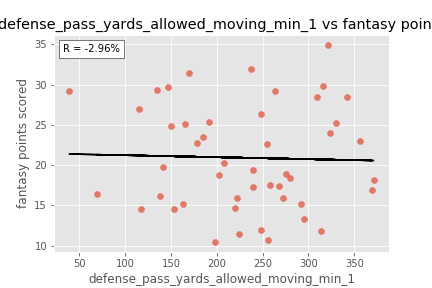 defense_pass_yards_allowed_moving_min_1 vs fantasy poin
R = -2.96%
35
30
25
20
15
10
fantasy points scored
50 100 150 200 250 300 350
defense_pass_yards_allowed_moving_min_1